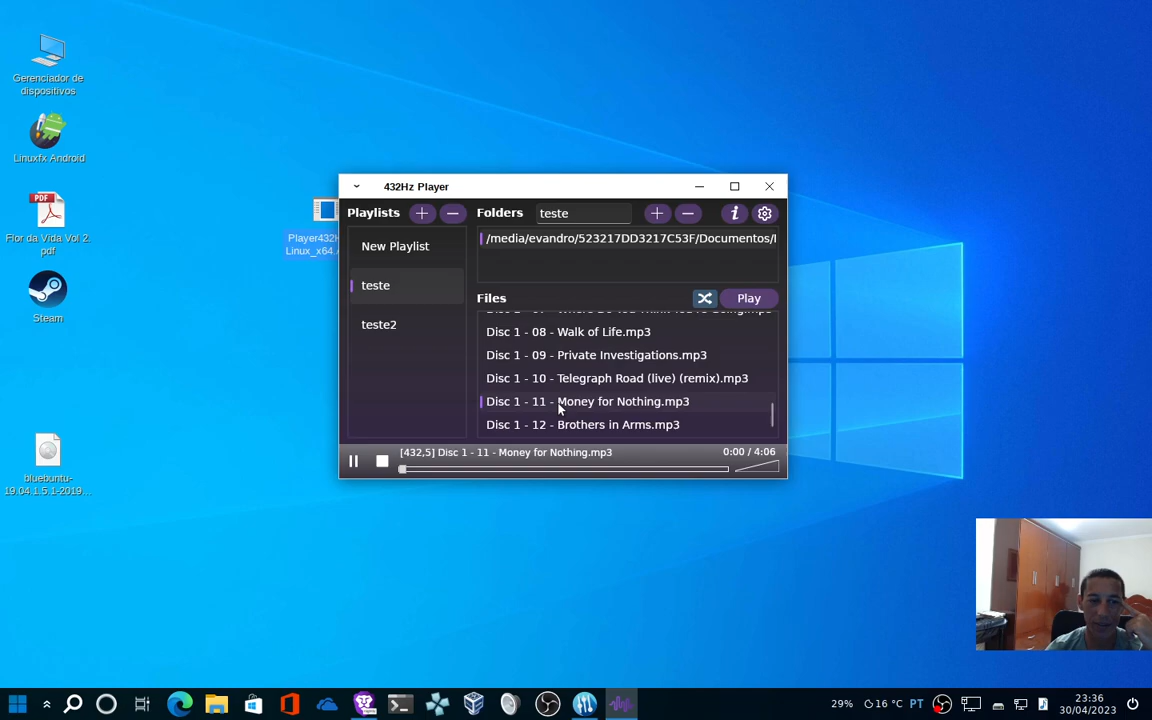 Gerenciador de
dispositivos
Linuxfx Android
Flor da Vida Vol 2.
pdf
Steam
bluebuntu-
19.04.1.5.1-2019...
Player432H
Linux_x64.
432Hz Player
Playlists
New Playlist
teste
teste2
Folders
teste
/media/evandro/523217DD3217C53F/Documentos/
Files
Play
Disc 1 - 08 - Walk of Life.mp3
Disc 1 - 09 - Private Investigations.mp3
Disc 1 - 10 - Telegraph Road (live) (remix).mp3
Disc 1 - 11 - Money for Nothing.mp3
Disc 1 - 12 - Brothers in Arms.mp3
[432,5] Disc 1 - 11 - Money for Nothing.mp3
0:00 / 4:06
29%
16 °C
PT
23:36
30/04/2023